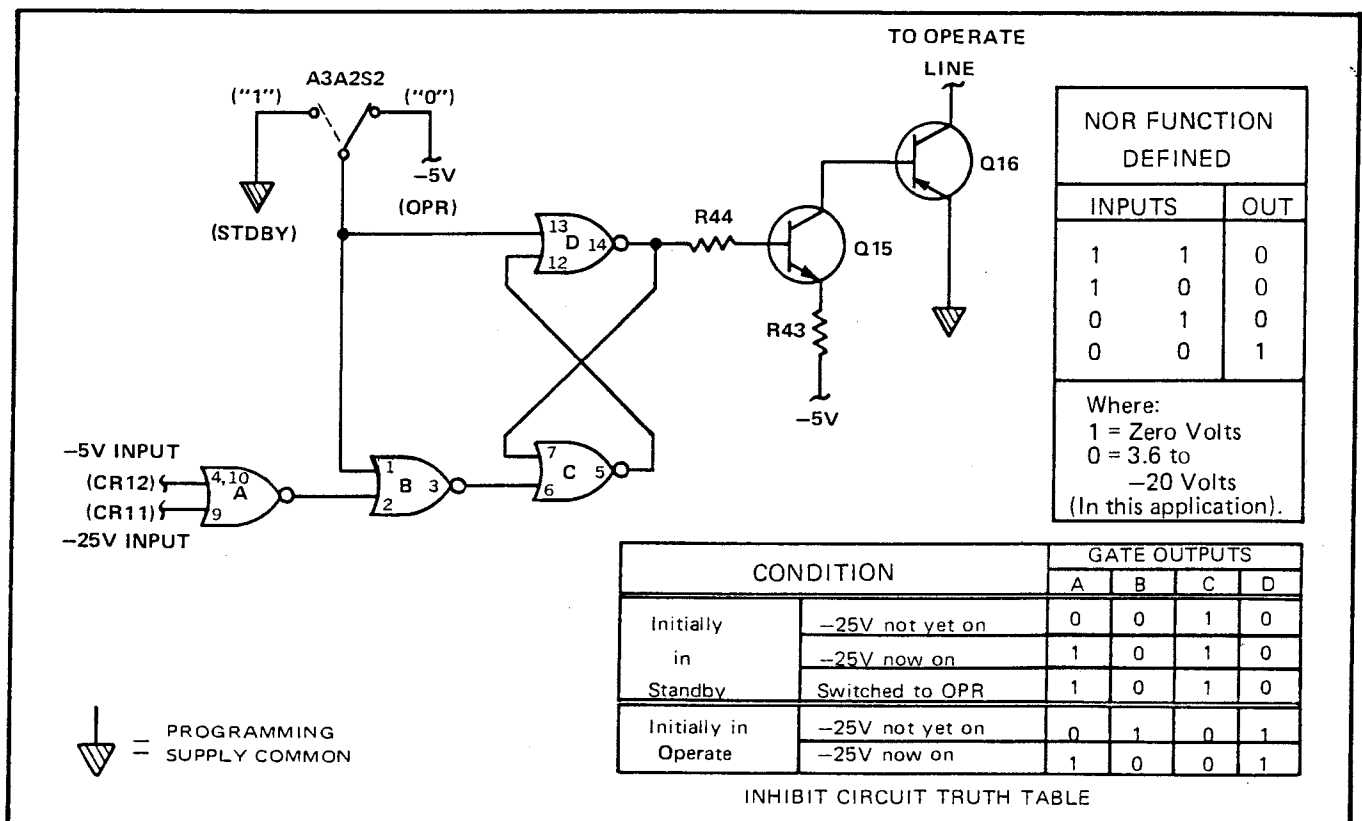 TO OPERATE
LINE
A3A2S2
("1")
("0")
–5V
(OPR)
(STDBY)
Q16
13
D 14
12
R44
Q15
R43
–5V
–5V INPUT
(CR12)
(CR11)
–25V INPUT
4,10
A
9
1
B 3
2
7
C 5
6
NOR FUNCTION
DEFINED
INPUTS OUT
1 1 0
1 0 0
0 1 0
0 0 1
Where:
1 = Zero Volts
0 = 3.6 to
–20 Volts
(In this application).
CONDITION GATE OUTPUTS
A B C D
Initially –25V not yet on 0 0 1 0
in –25V now on 1 0 1 0
Standby Switched to OPR 1 0 1 0
Initially in –25V not yet on 0 1 0 1
Operate –25V now on 1 0 0 1
INHIBIT CIRCUIT TRUTH TABLE
= PROGRAMMING
SUPPLY COMMON